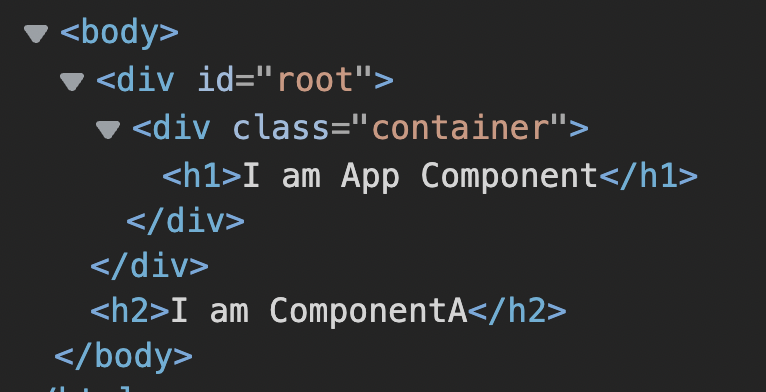 <body>
<div id="root">
<div class="container">
<h1>I am App Component</h1>
</div>
</div>
<h2>I am ComponentA</h2>
</body>